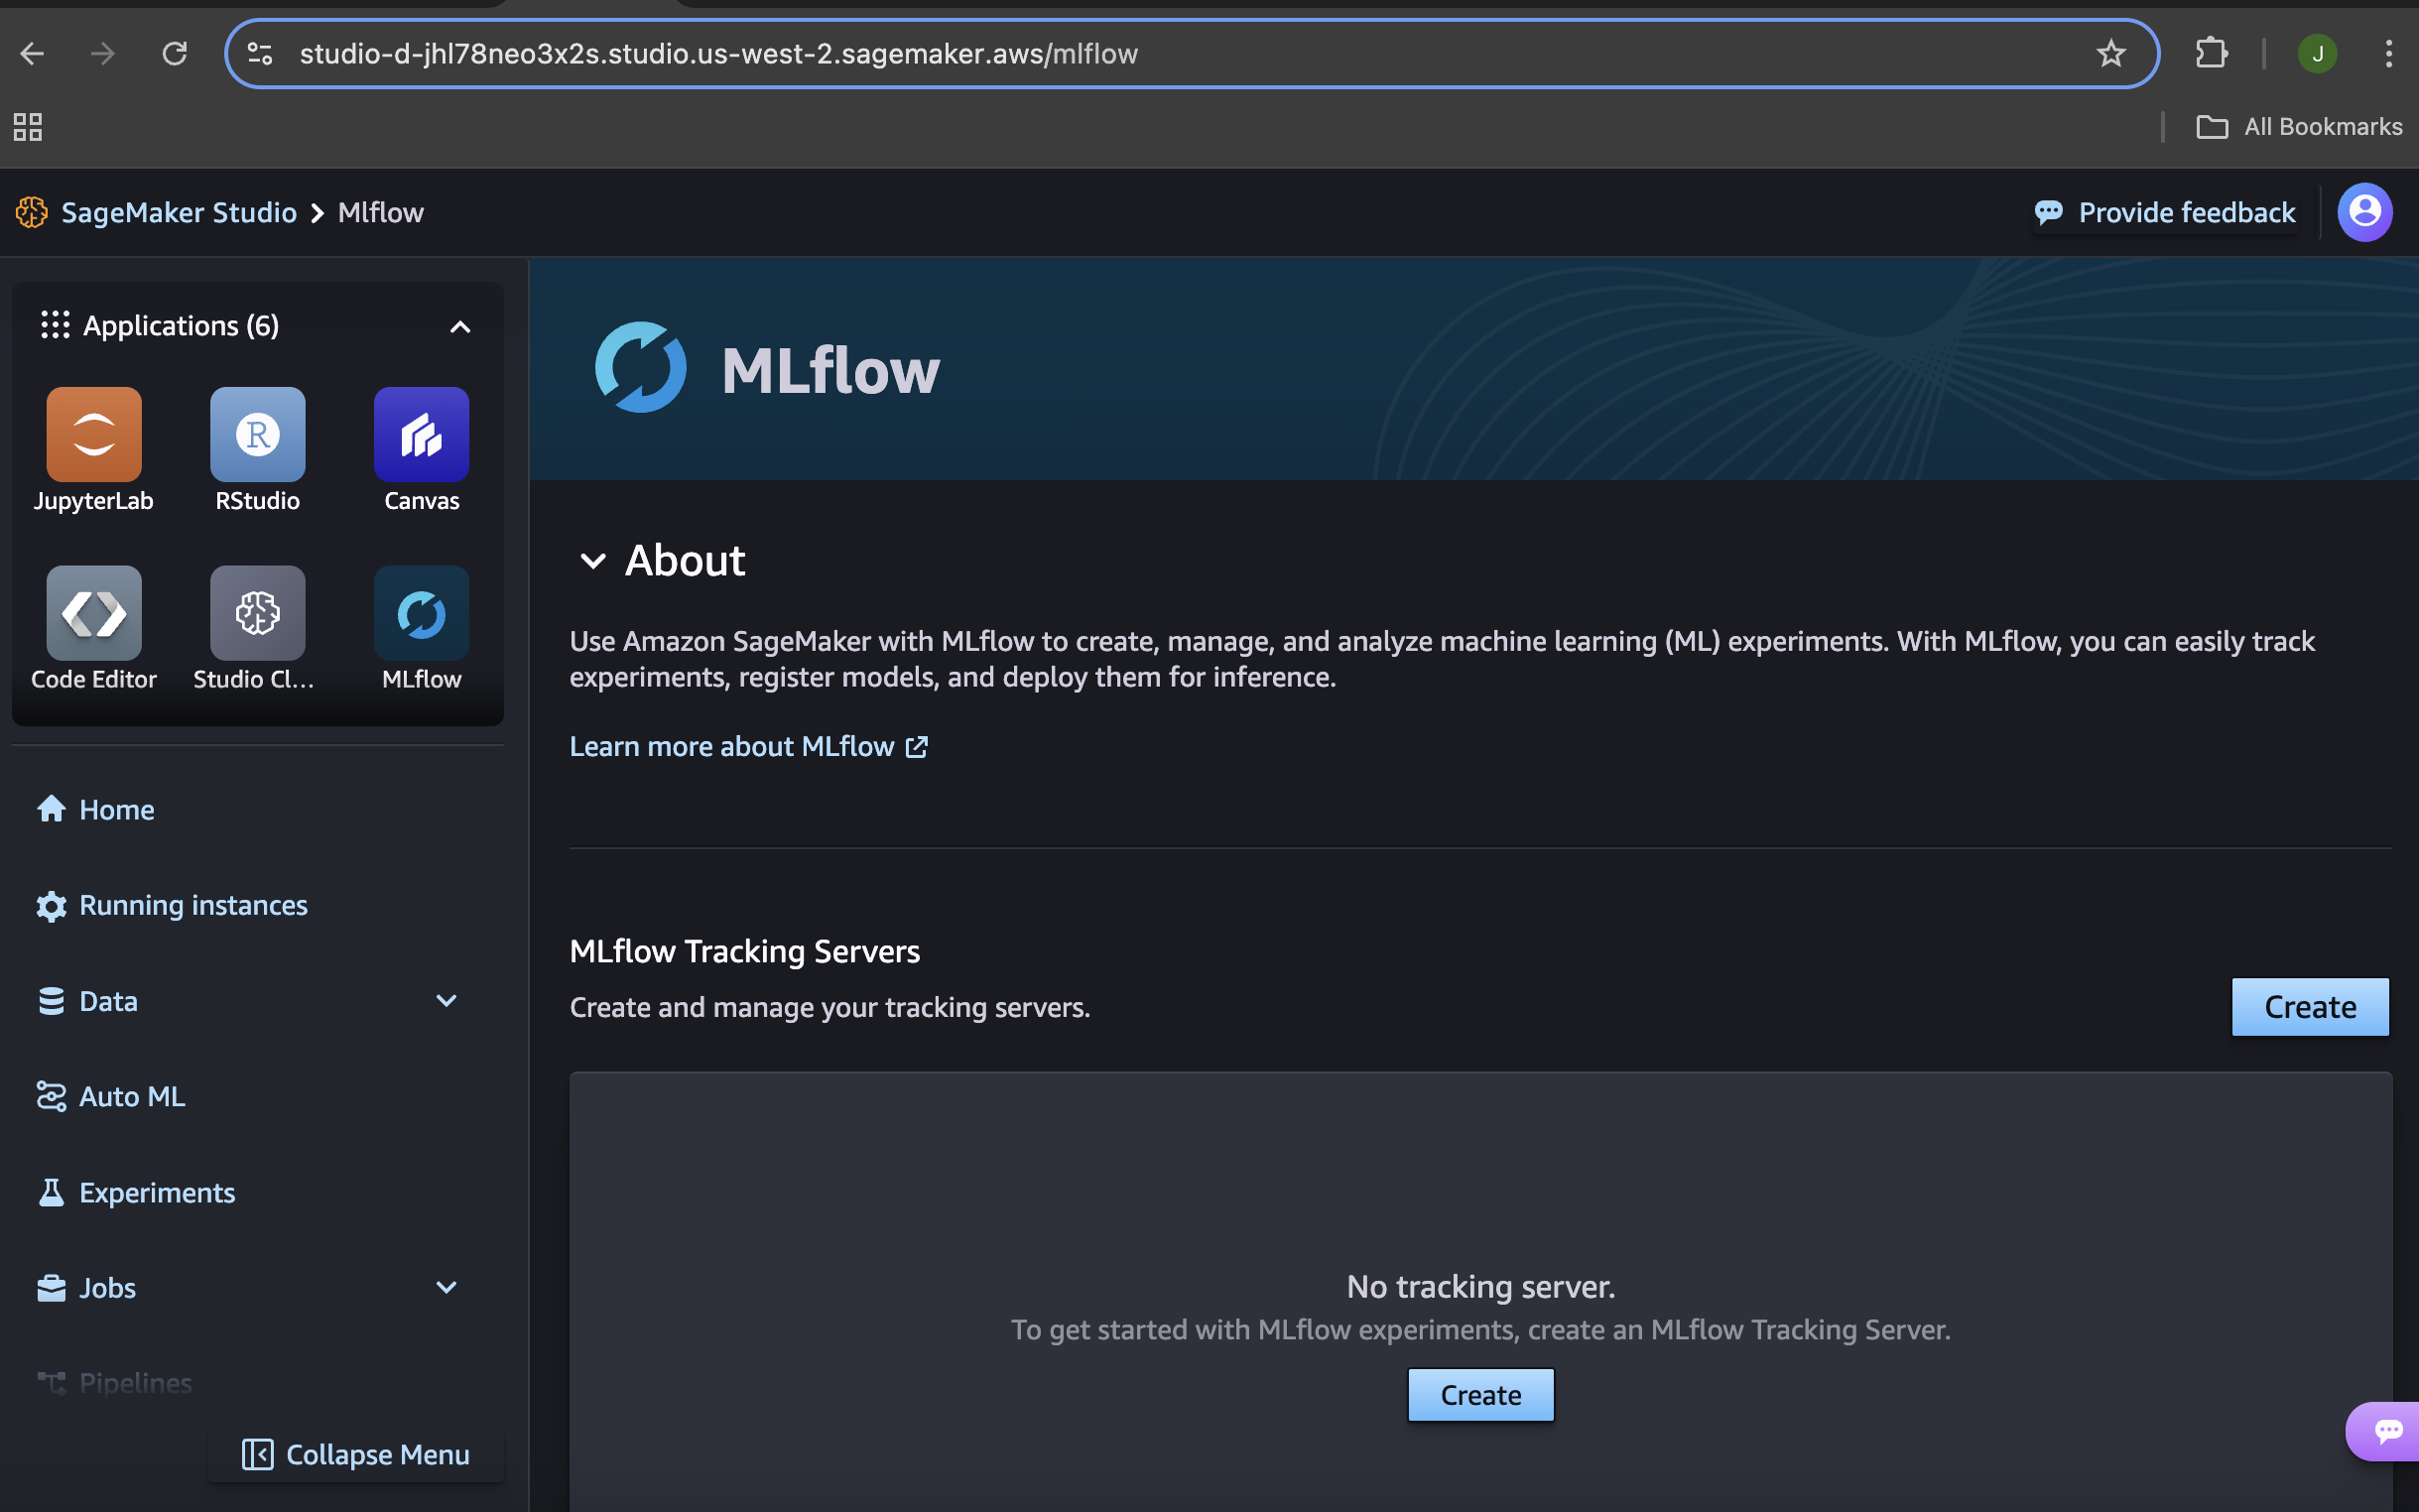 studio-d-jhl78neo3x2s.studio.us-west-2.sagemaker.aws/mlflow
J
All Bookmarks
SageMaker Studio
Mlflow
Provide feedback
Applications (6)
JupyterLab
R
RStudio
Canvas
Code Editor
Studio Cl...
MLflow
Home
Running instances
Data
Auto ML
Experiments
Jobs
Pipelines
Collapse Menu
MLflow
About
Use Amazon SageMaker with MLflow to create, manage, and analyze machine learning (ML) experiments. With MLflow, you can easily track
experiments, register models, and deploy them for inference.
Learn more about MLflow
MLflow Tracking Servers
Create and manage your tracking servers.
Create
No tracking server.
To get started with MLflow experiments, create an MLflow Tracking Server.
Create